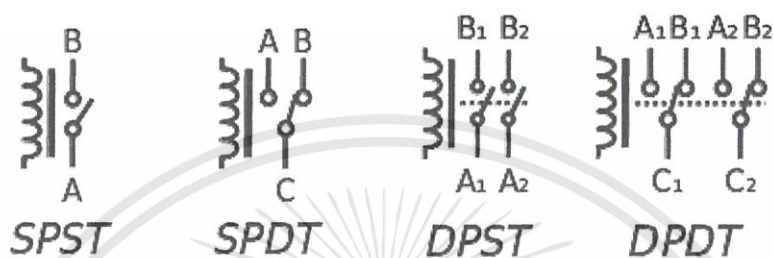 B A B B₁ B₂ A₁ B₁ A₂ B₂
A C A₁ A₂ C₁ C₂
SPST SPDT DPST DPDT